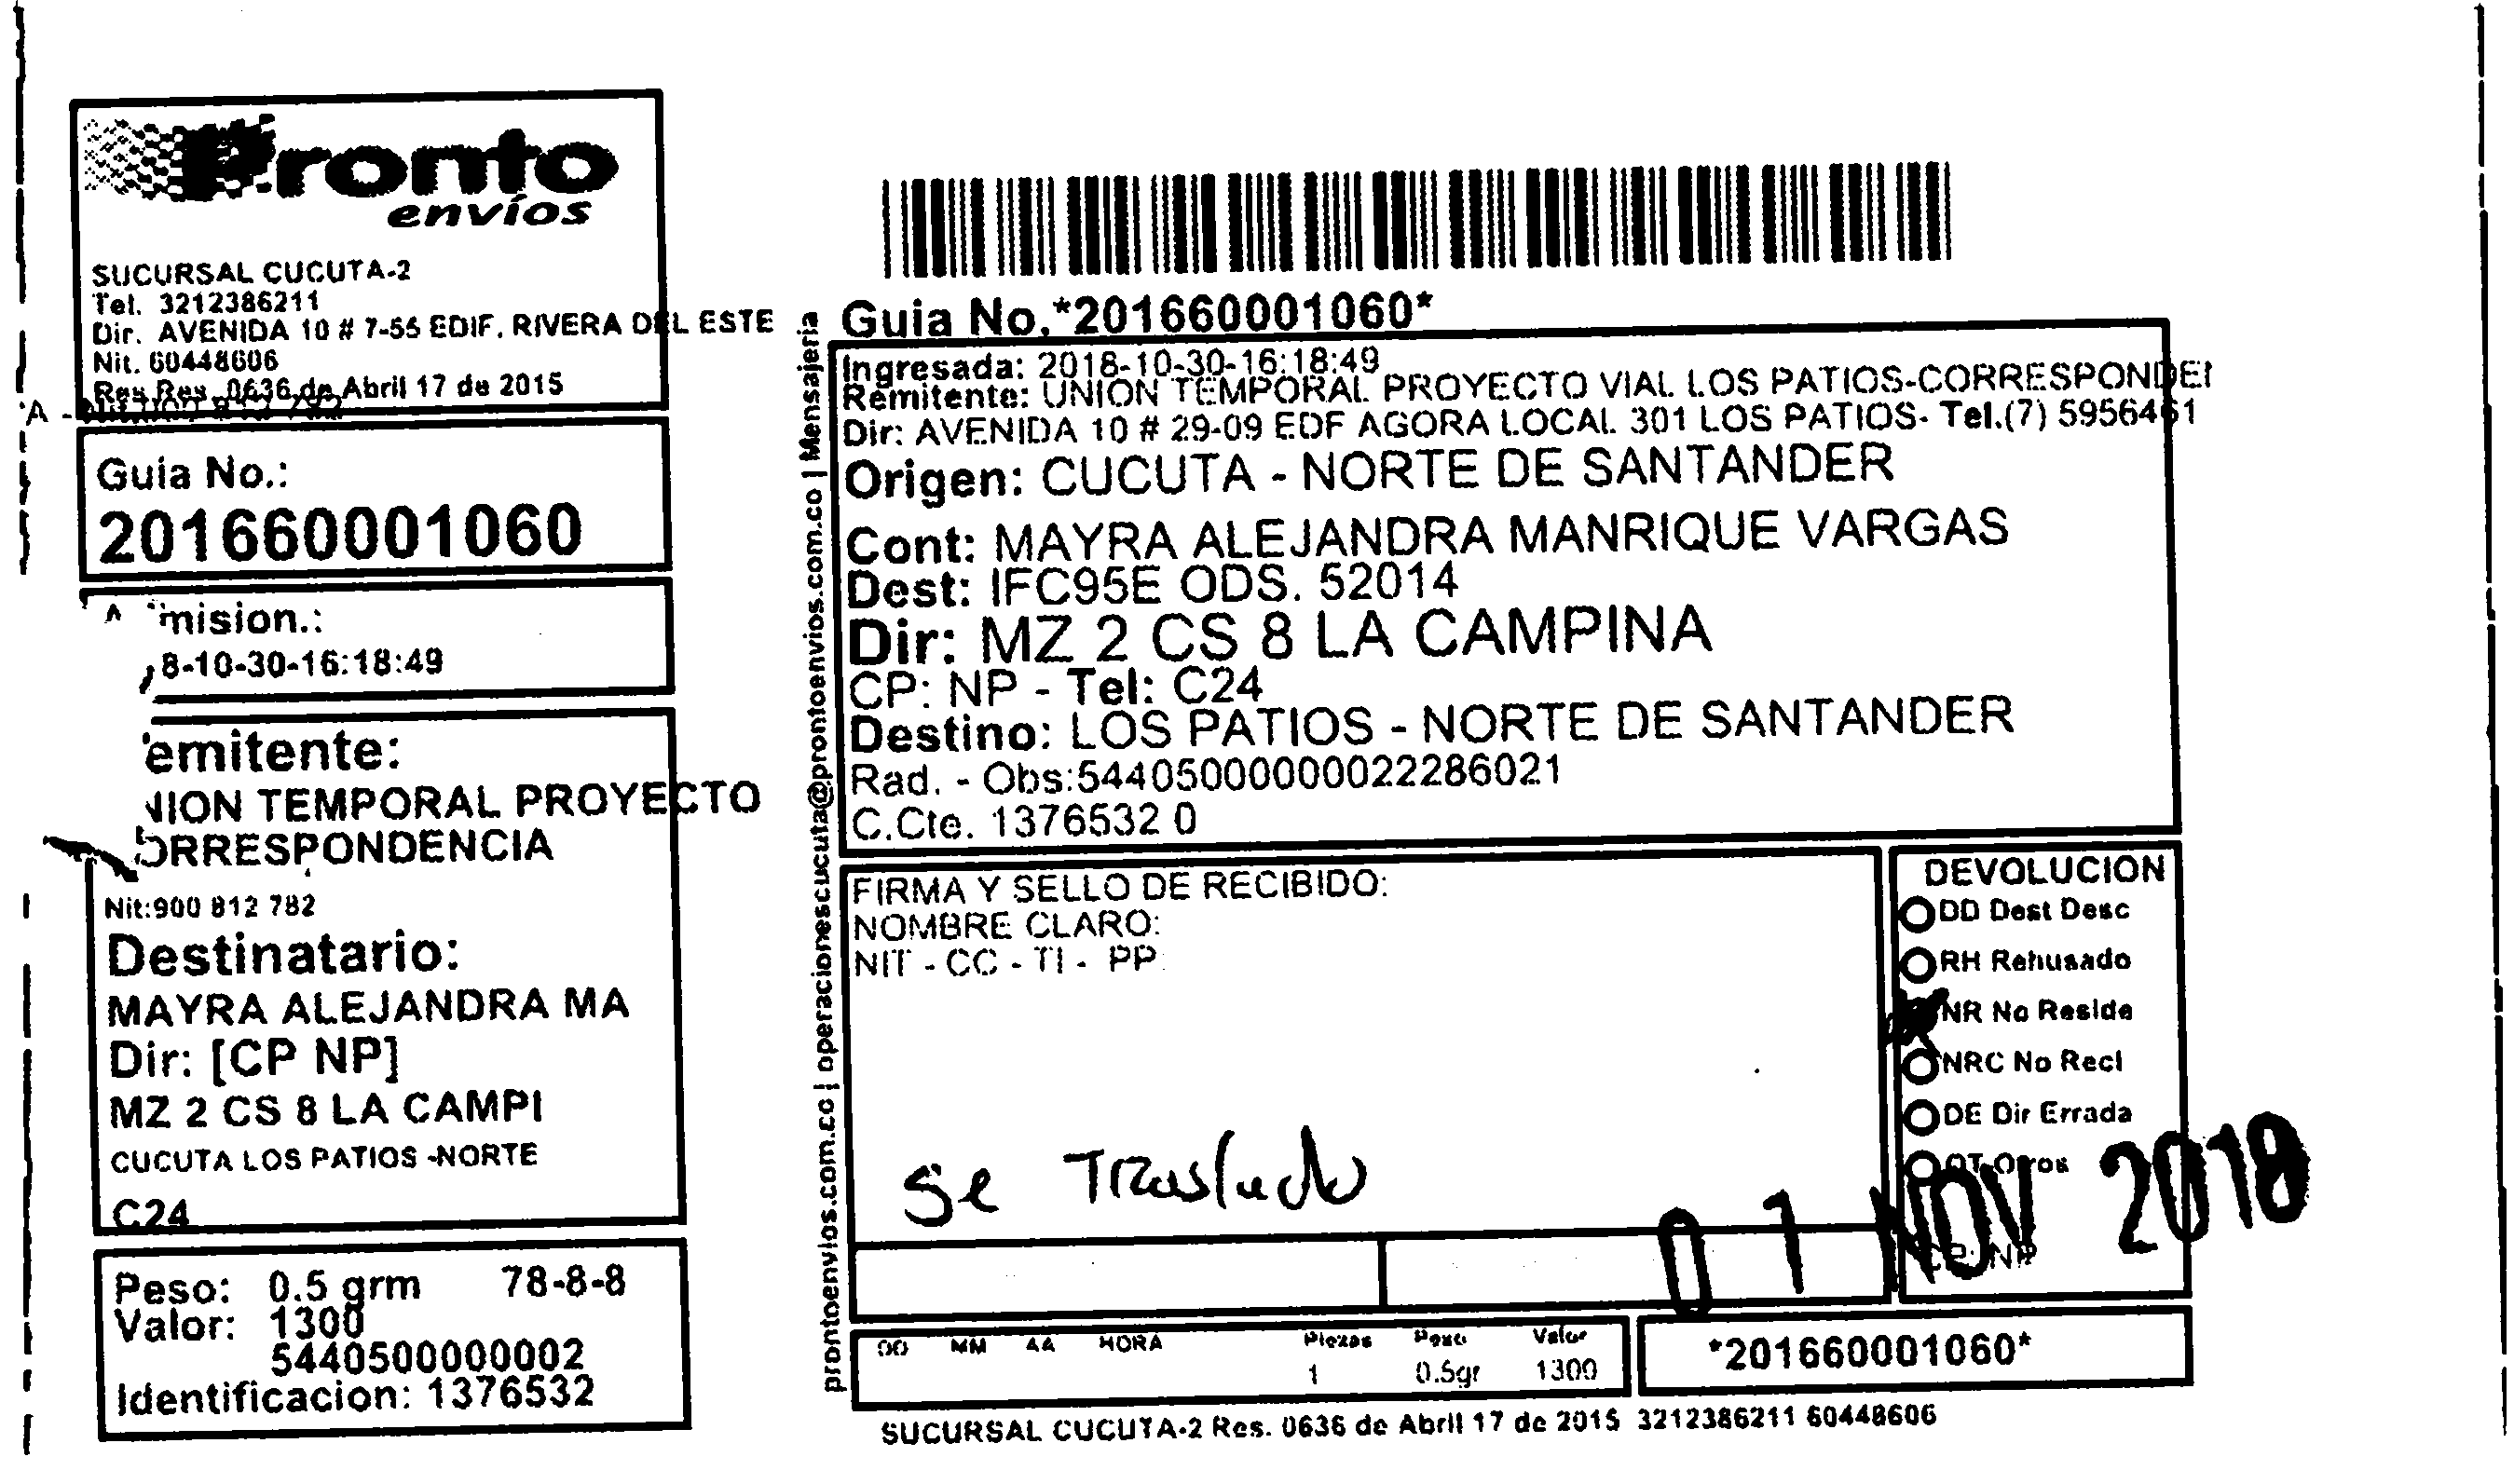 Pronto
envíos
SUCURSAL CUCUTA-2
Tel. 3212386211
Dir. AVENIDA 10 # 7-55 EDIF. RIVERA DEL ESTE
Nit. 60448606
Res Res. 0636 de Abril 17 de 2015
Guia No.:
201660001060
mision.:
8-10-30-16:18:49
emitente:
NION TEMPORAL PROYECTO
ORRESPONDENCIA
Nit:900 812 782
Destinatario:
MAYRA ALEJANDRA MA
Dir: [CP NP]
MZ 2 CS 8 LA CAMPI
CUCUTA LOS PATIOS -NORTE
C24
Peso: 0.5 grm 78-8-8
Valor: 1300
5440500000002
Identificacion: 1376532
prontoenvios.com.co | operacionescucuta@prontoenvios.com.co | Mensajeria
Guia No.*201660001060*
Ingresada: 2018-10-30-16:18:49
Remitente: UNION TEMPORAL PROYECTO VIAL LOS PATIOS-CORRESPONDEN
Dir: AVENIDA 10 # 29-09 EDF AGORA LOCAL 301 LOS PATIOS- Tel.(7) 5956461
Origen: CUCUTA - NORTE DE SANTANDER
Cont: MAYRA ALEJANDRA MANRIQUE VARGAS
Dest: IFC95E ODS. 52014
Dir: MZ 2 CS 8 LA CAMPINA
CP: NP - Tel: C24
Destino: LOS PATIOS - NORTE DE SANTANDER
Rad. - Obs:544050000000022286021
C.Cte. 1376532 0
FIRMA Y SELLO DE RECIBIDO:
NOMBRE CLARO:
NIT - CC - TI - PP
Se Traslado
DEVOLUCION
DD Dest Desc
RH Rehusado
NR No Reside
NRC No Recl
DE Dir Errada
OT Otros
01 NOV 2018
CP: NP
DD MM AA HORA Piezas Peso Valor
1 0.5gr 1300
*201660001060*
SUCURSAL CUCUTA-2 Res. 0636 de Abril 17 de 2015 3212386211 60448606